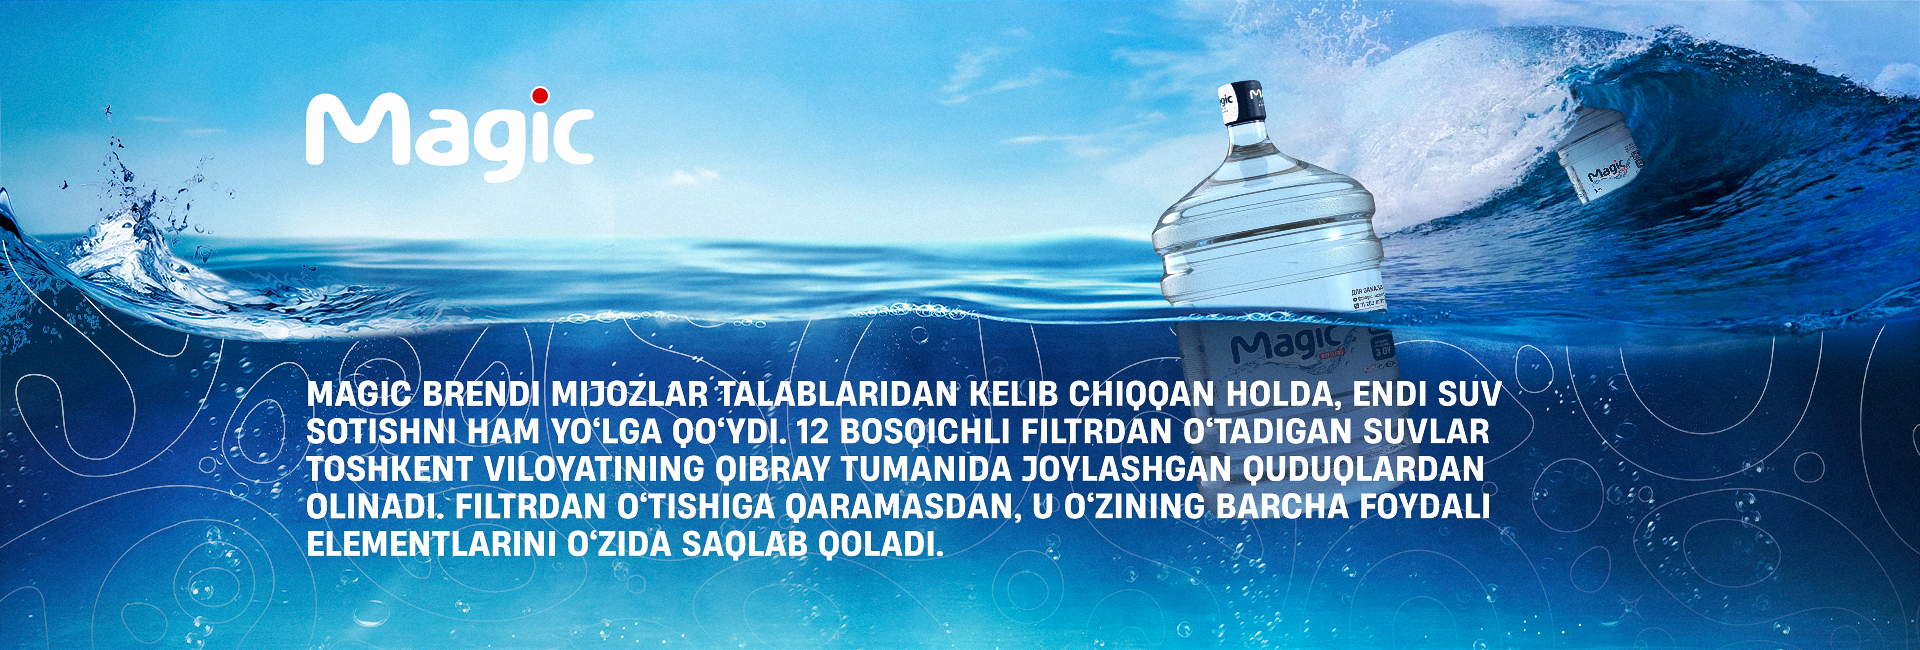 Magic
Magic
MAGIC BRENDI MIJOZLAR TALABLARIDAN KELIB CHIQQAN HOLDA, ENDI SUV
SOTISHNI HAM YO‘LGA QO‘YDI. 12 BOSQICHLI FILTRDAN O‘TADIGAN SUVLAR
TOSHKENT VILOYATINING QIBRAY TUMANIDA JOYLASHGAN QUDUQLARDAN
OLINADI. FILTRDAN O‘TISHIGA QARAMASDAN, U O‘ZINING BARCHA FOYDALI
ELEMENTLARINI O‘ZIDA SAQLAB QOLADI.
Magic